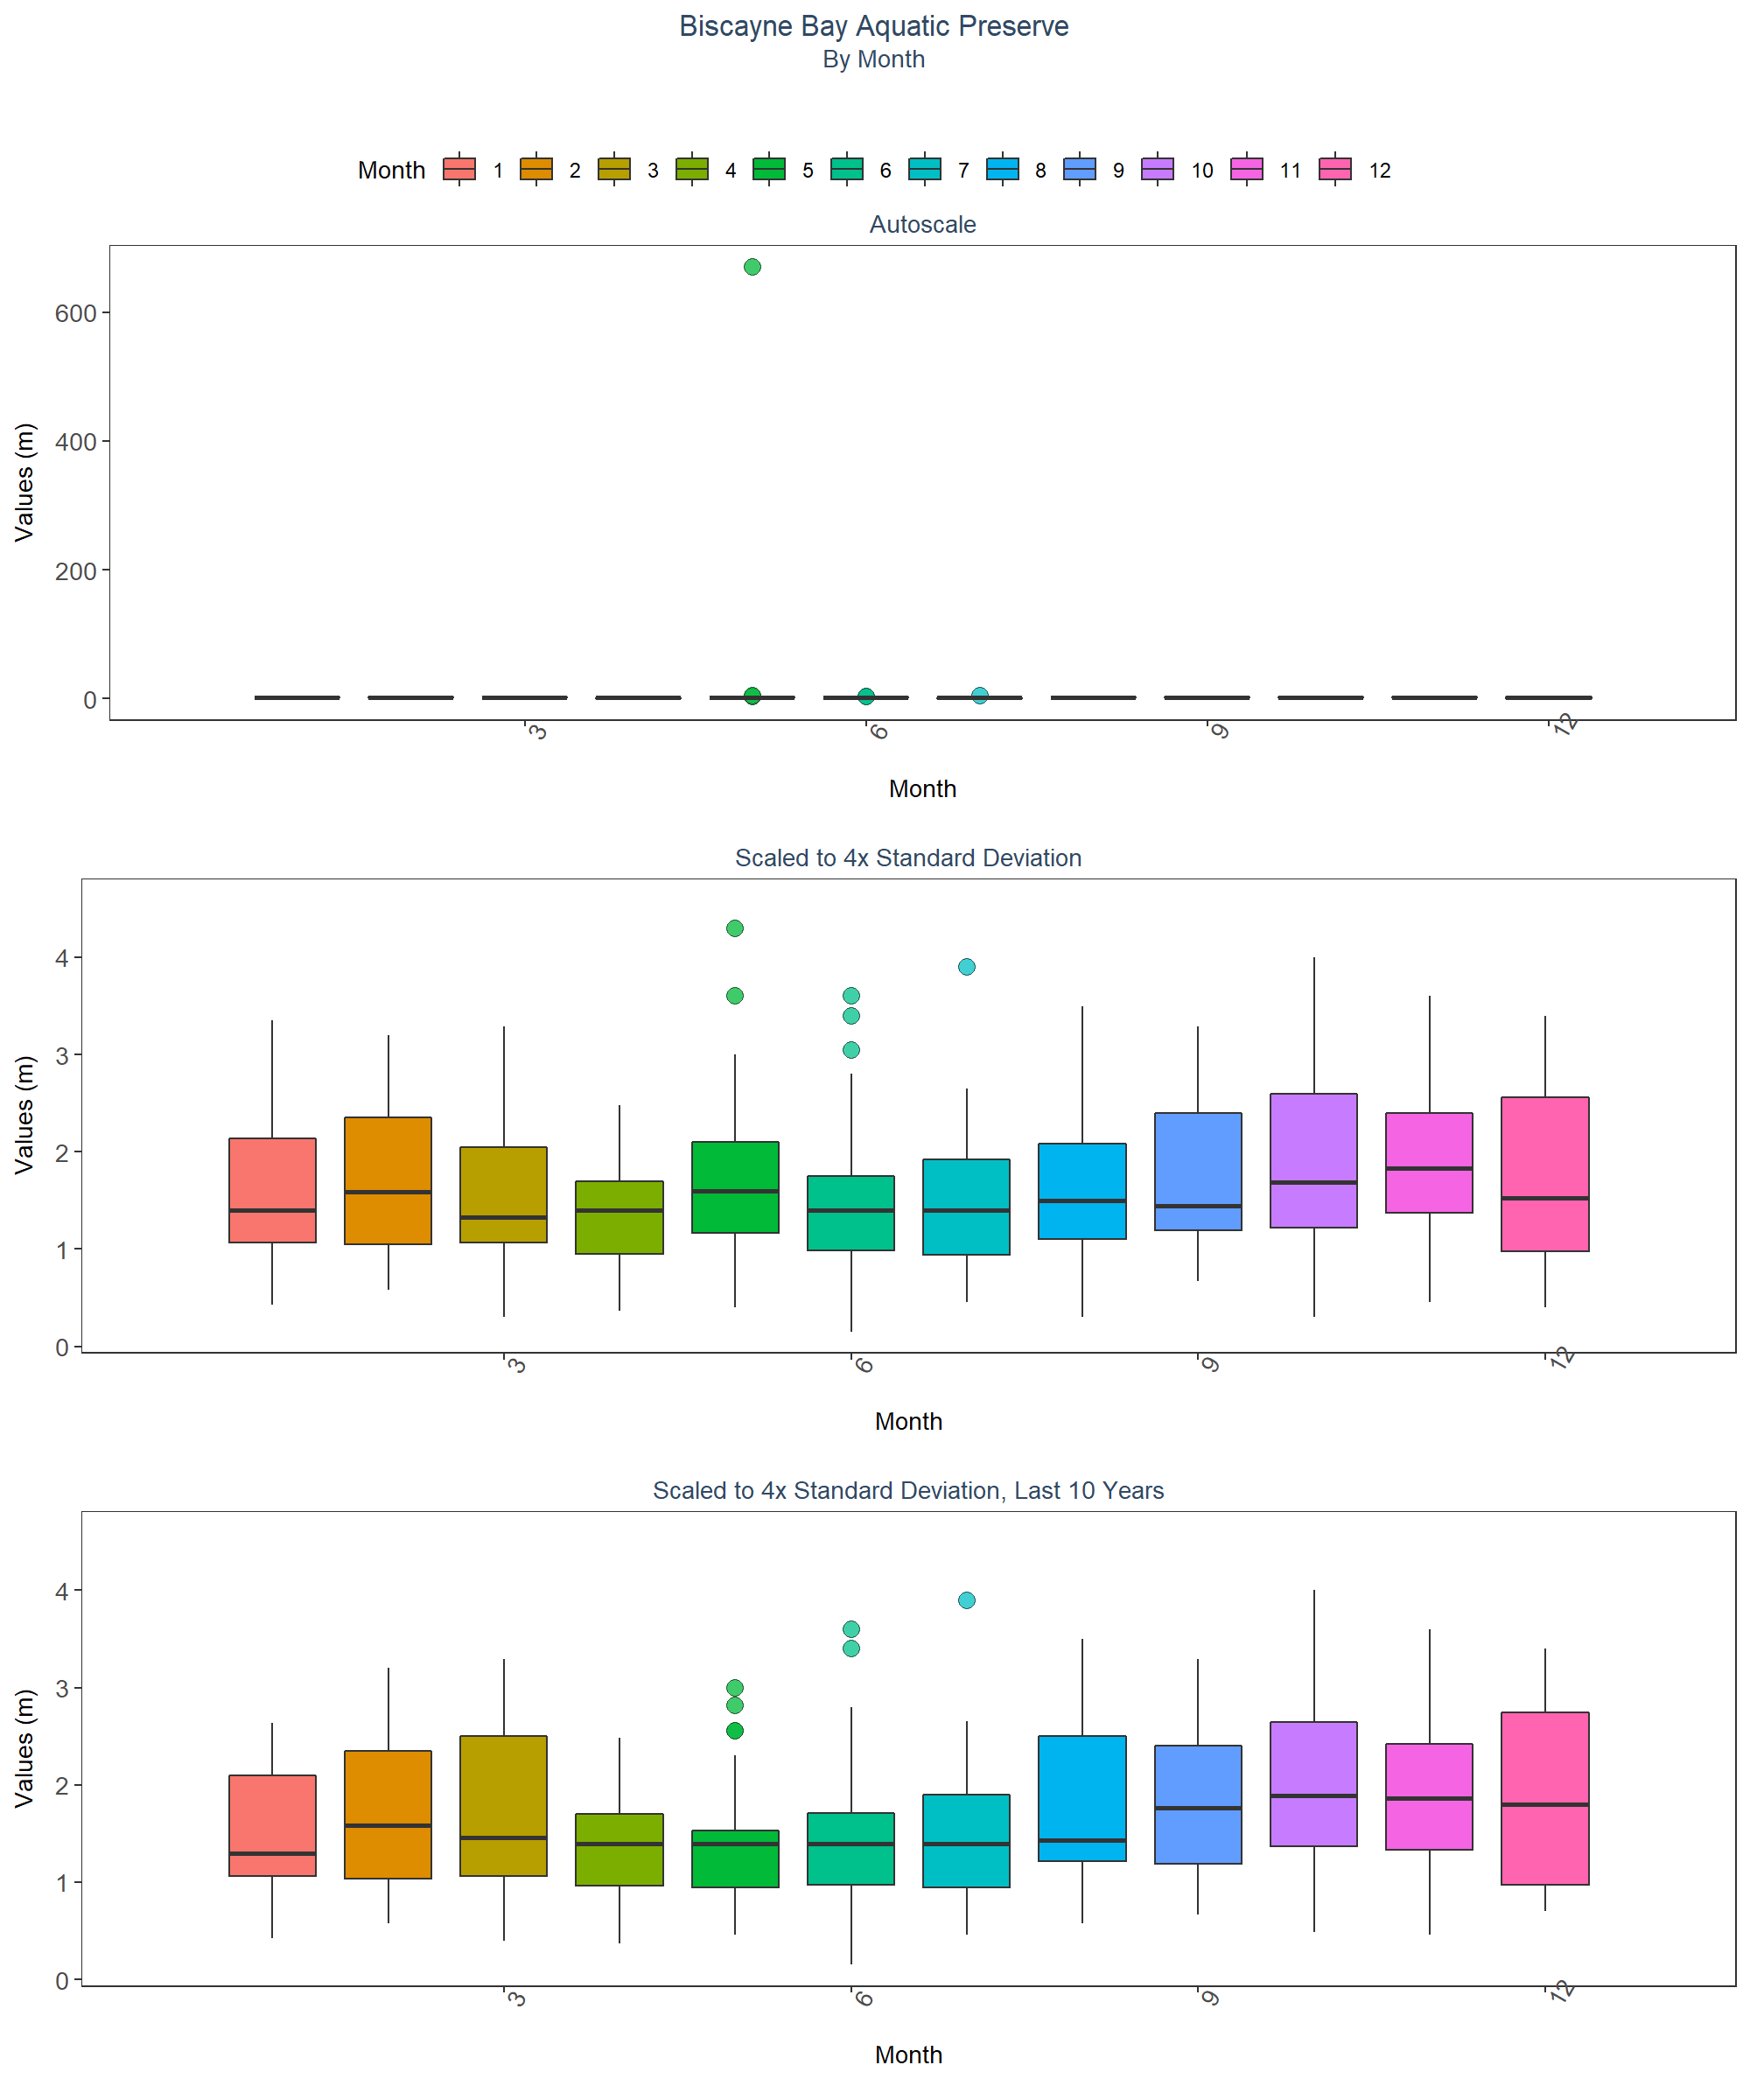 Biscayne Bay Aquatic Preserve
By Month
Month 1 2 3 4 5 6 7 8 9 10 11 12
Autoscale
Values (m)
600
400
200
0
3 6 9 12
Month
Scaled to 4x Standard Deviation
Values (m)
4
3
2
1
0
3 6 9 12
Month
Scaled to 4x Standard Deviation, Last 10 Years
Values (m)
4
3
2
1
0
3 6 9 12
Month